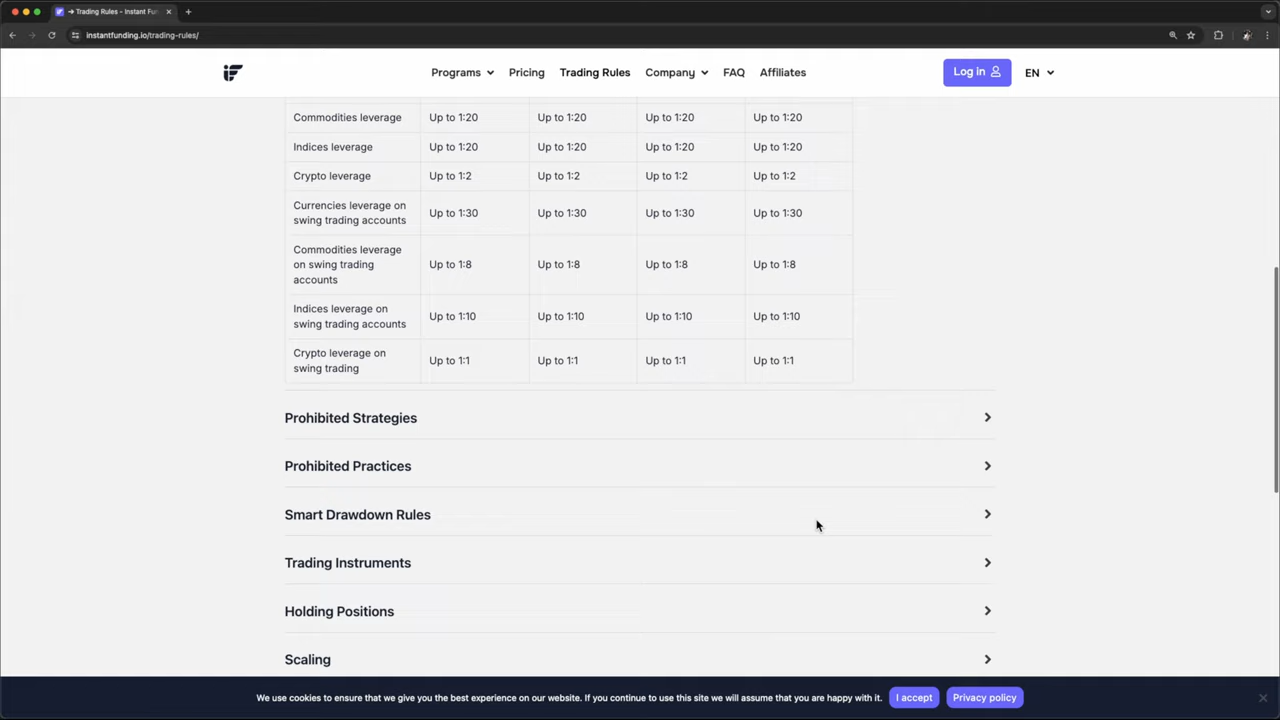 → Trading Rules - Instant Fun
instantfunding.io/trading-rules/
Programs Pricing Trading Rules Company FAQ Affiliates Log in EN
Commodities leverage Up to 1:20 Up to 1:20 Up to 1:20 Up to 1:20
Indices leverage Up to 1:20 Up to 1:20 Up to 1:20 Up to 1:20
Crypto leverage Up to 1:2 Up to 1:2 Up to 1:2 Up to 1:2
Currencies leverage on
swing trading accounts Up to 1:30 Up to 1:30 Up to 1:30 Up to 1:30
Commodities leverage
on swing trading
accounts Up to 1:8 Up to 1:8 Up to 1:8 Up to 1:8
Indices leverage on
swing trading accounts Up to 1:10 Up to 1:10 Up to 1:10 Up to 1:10
Crypto leverage on
swing trading Up to 1:1 Up to 1:1 Up to 1:1 Up to 1:1
Prohibited Strategies
Prohibited Practices
Smart Drawdown Rules
Trading Instruments
Holding Positions
Scaling
We use cookies to ensure that we give you the best experience on our website. If you continue to use this site we will assume that you are happy with it. I accept Privacy policy